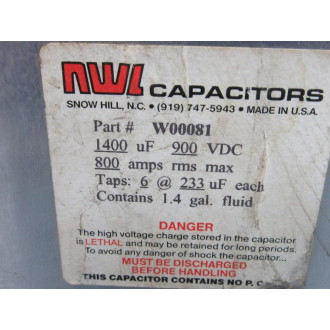 NWL CAPACITORS
SNOW HILL, N.C. • (919) 747-5943 • MADE IN U.S.A.
Part # W00081
1400 uF 900 VDC
800 amps rms max
Taps: 6 @ 233 uF each
Contains 1.4 gal. fluid
DANGER
The high voltage charge stored in the capacitor
is LETHAL and may be retained for long periods.
To avoid any danger of shock the capacitor...
MUST BE DISCHARGED
BEFORE HANDLING
THIS CAPACITOR CONTAINS NO P. C